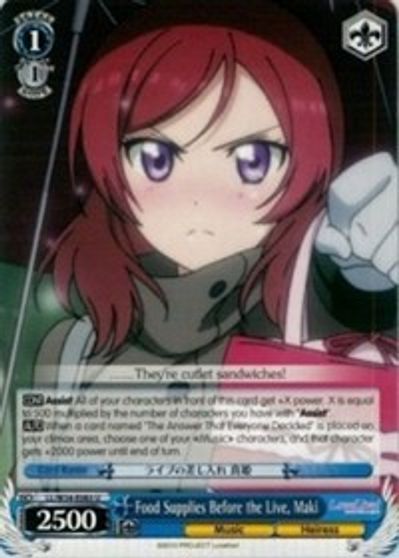 1
1
.........They're cutlet sandwiches!
CONT Assist All of your characters in front of this card get +X power. X is equal
to 500 multiplied by the number of characters you have with "Assist".
AUTO When a card named "The Answer That Everyone Decided" is placed on
your climax area, choose one of your «Music» characters, and that character
gets +2000 power until end of turn.
Card Name
ライブの差し入れ 真姫
Food Supplies Before the Live, Maki
2500
Music
Heiress